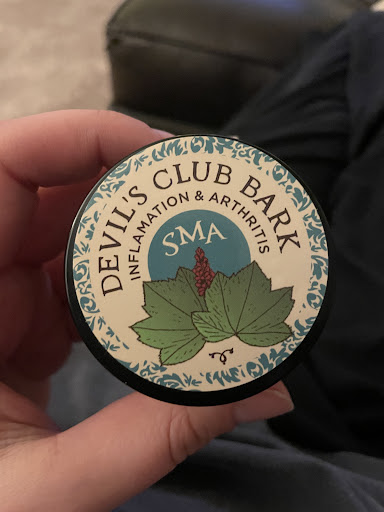 DEVIL'S CLUB BARK
INFLAMATION & ARTHRITIS
SMA